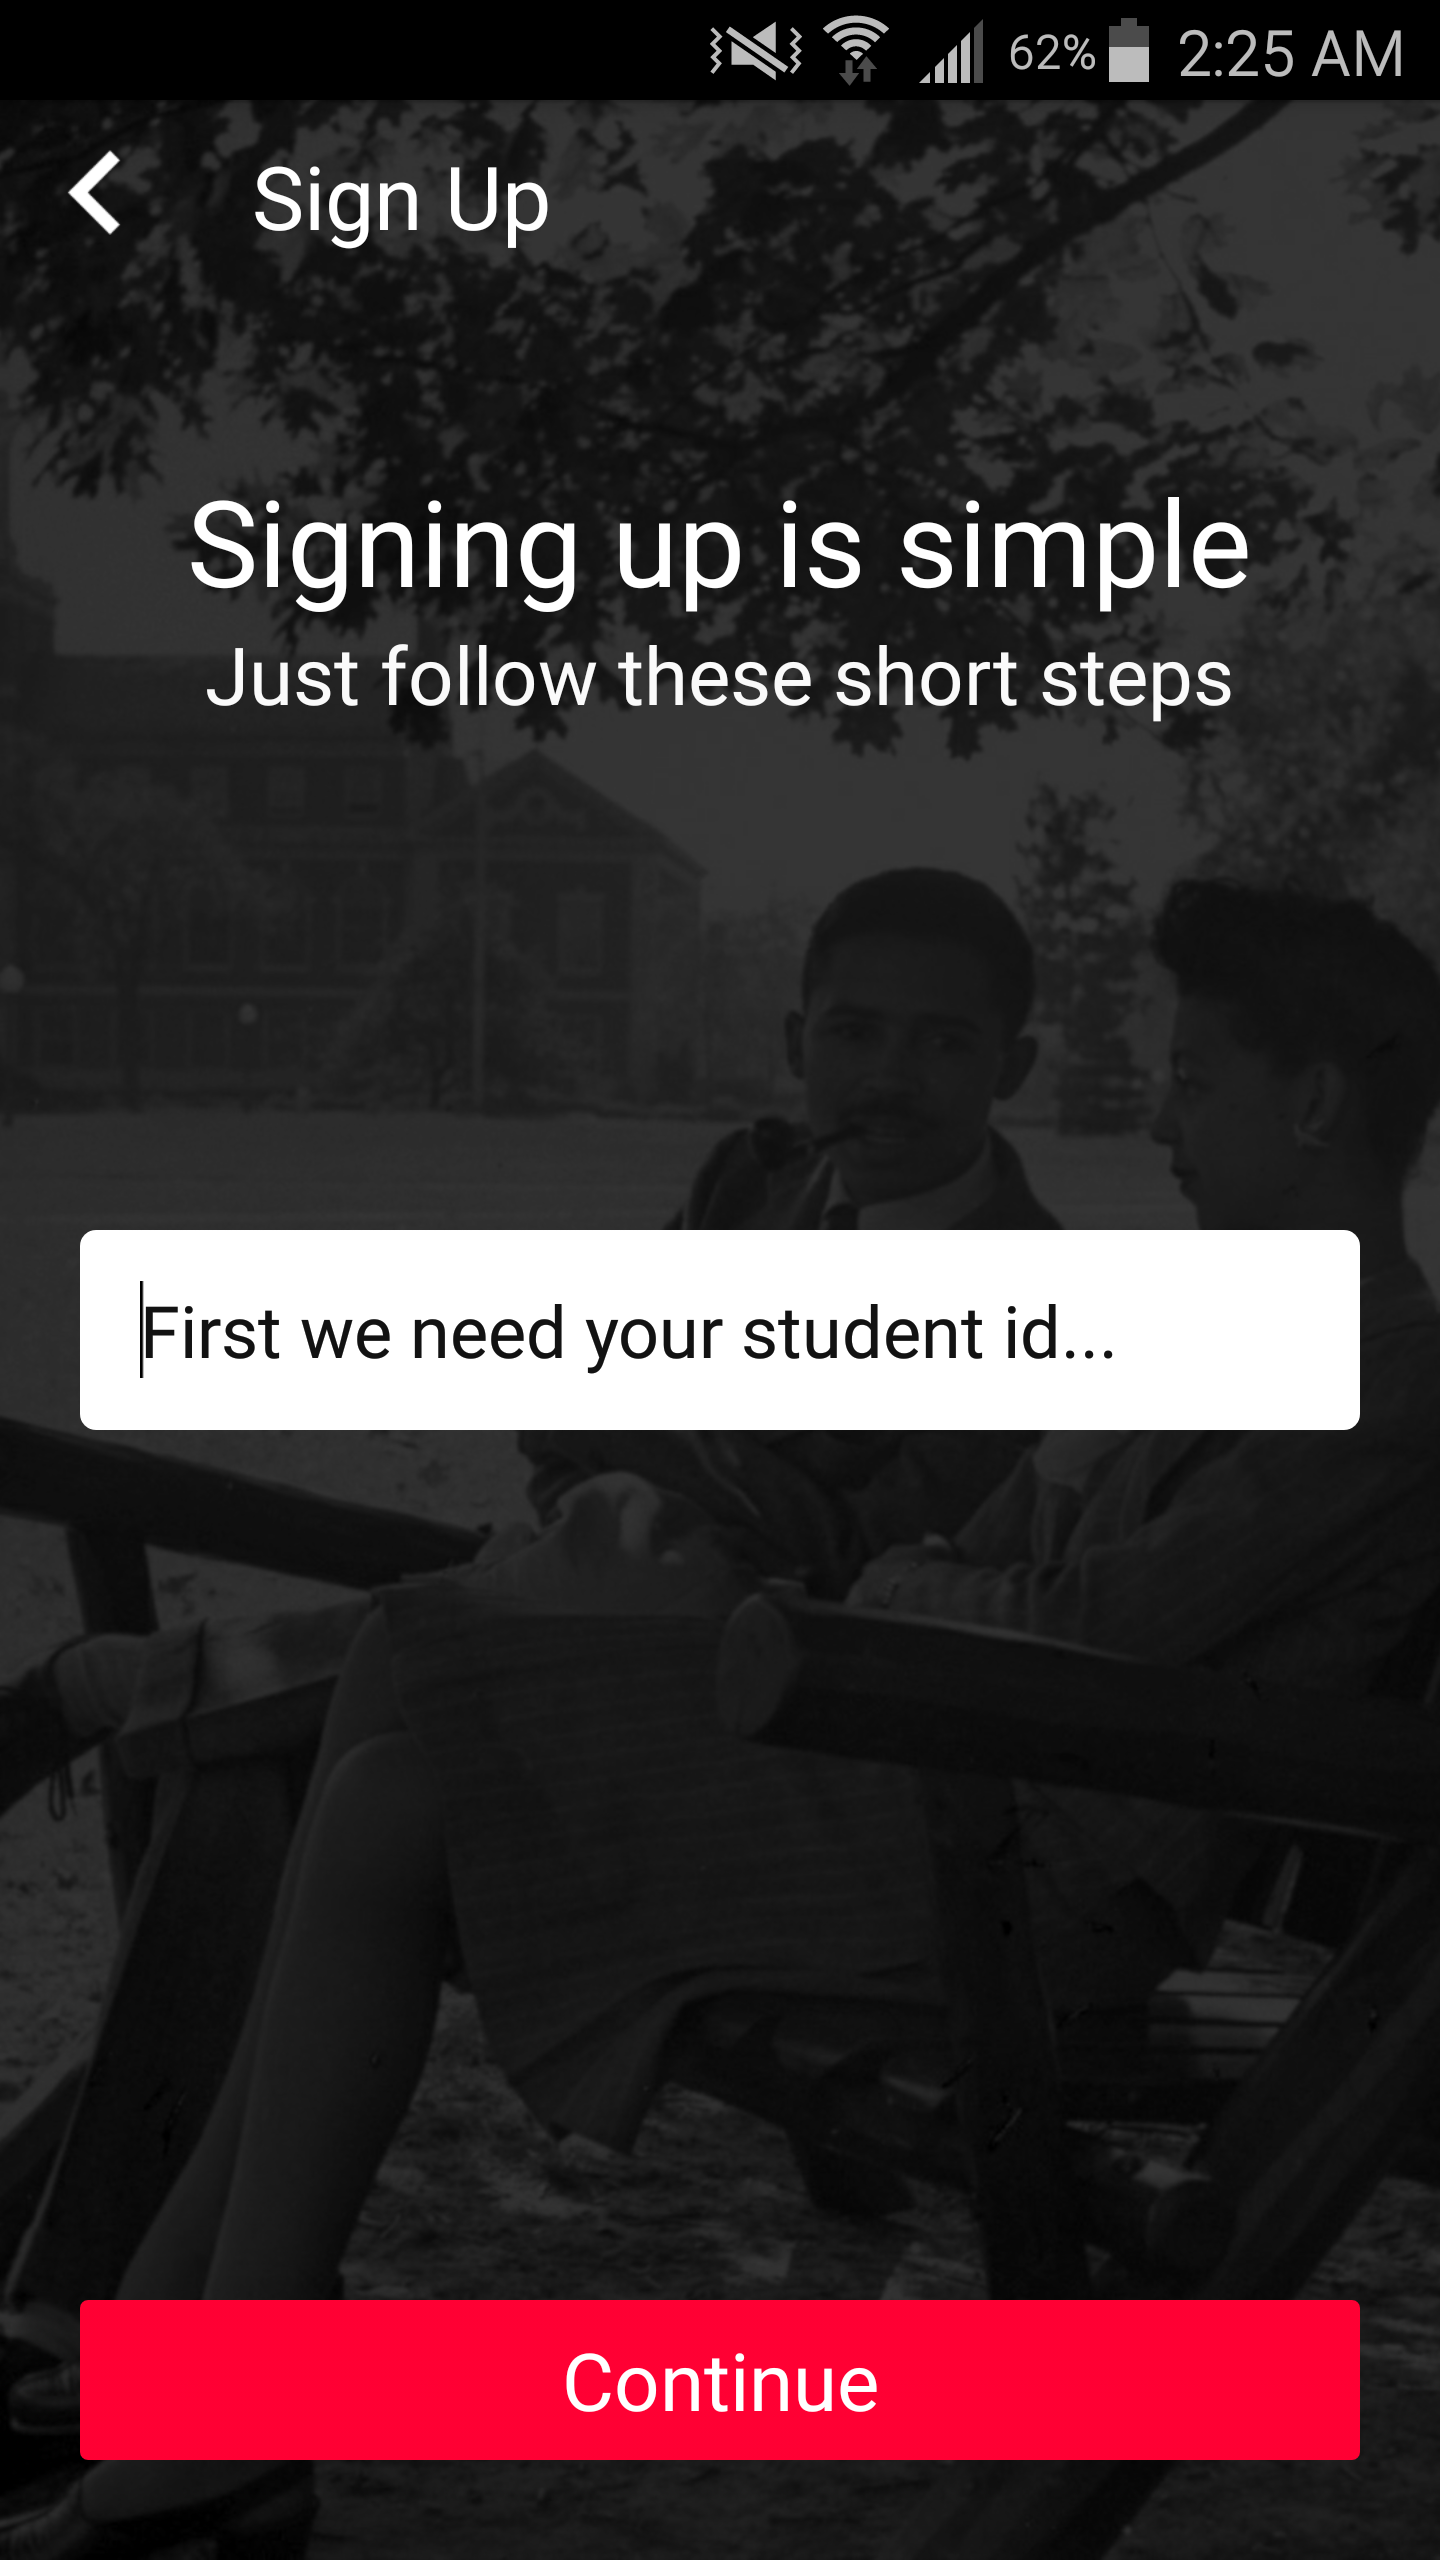 62% 2:25 AM
Sign Up
Signing up is simple
Just follow these short steps
First we need your student id...
Continue